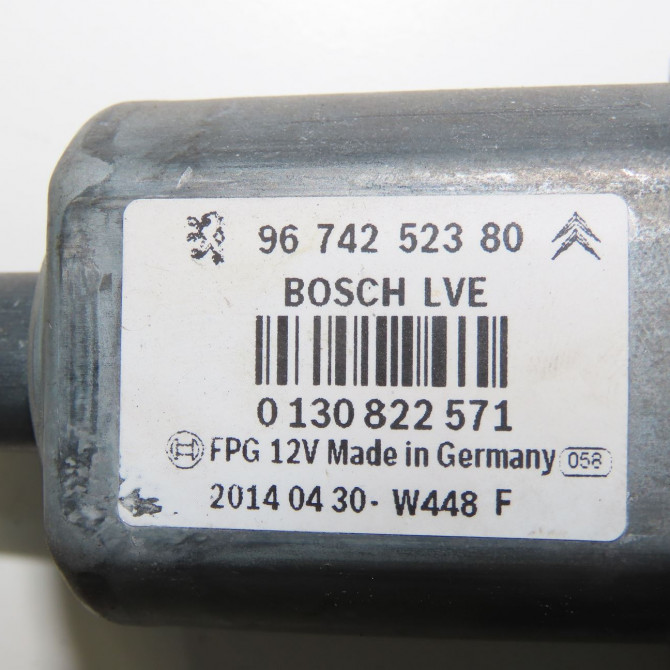 96 742 523 80
BOSCH LVE
0 130 822 571
FPG 12V Made in Germany 058
2014 04 30- W448 F